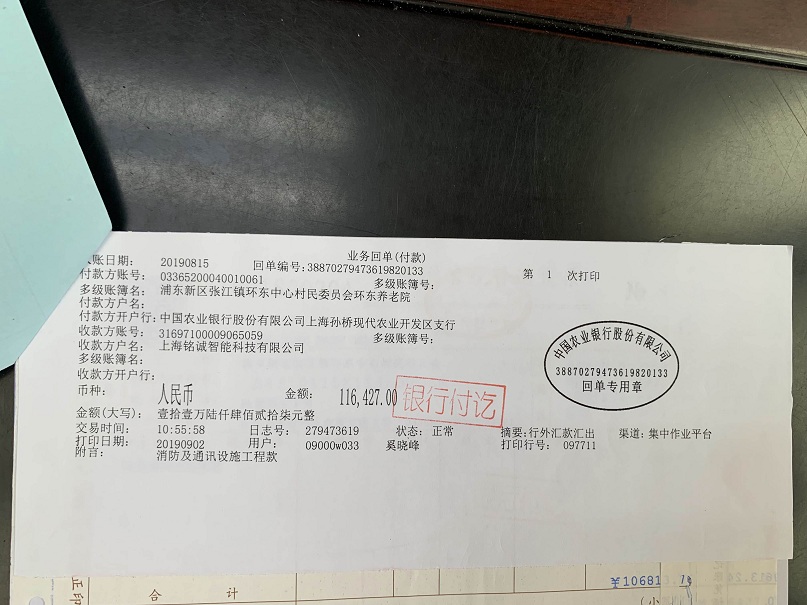 业务回单(付款)
账日期: 20190815 回单编号: 38870279473619820133 第 1 次打印
付款方账号: 03365200040010061 多级账簿号:
多级账簿名: 浦东新区张江镇环东中心村民委员会环东养老院
付款方户名:
付款方开户行: 中国农业银行股份有限公司上海孙桥现代农业开发区支行
收款方账号: 31697100009065059 多级账簿号:
收款方户名: 上海铭诚智能科技有限公司
多级账簿名:
收款方开户行:
币种: 人民币 金额: 116,427.00
银行付讫
中国农业银行股份有限公司
38870279473619820133
回单专用章
金额(大写): 壹拾壹万陆仟肆佰贰拾柒元整
交易时间: 10:55:58 日志号: 279473619 状态: 正常 摘要: 行外汇款汇出 渠道: 集中作业平台
打印日期: 20190902 用户: 09000w033 奚晓峰 打印行号: 097711
附言: 消防及通讯设施工程款
正印
合计
¥10681
(小